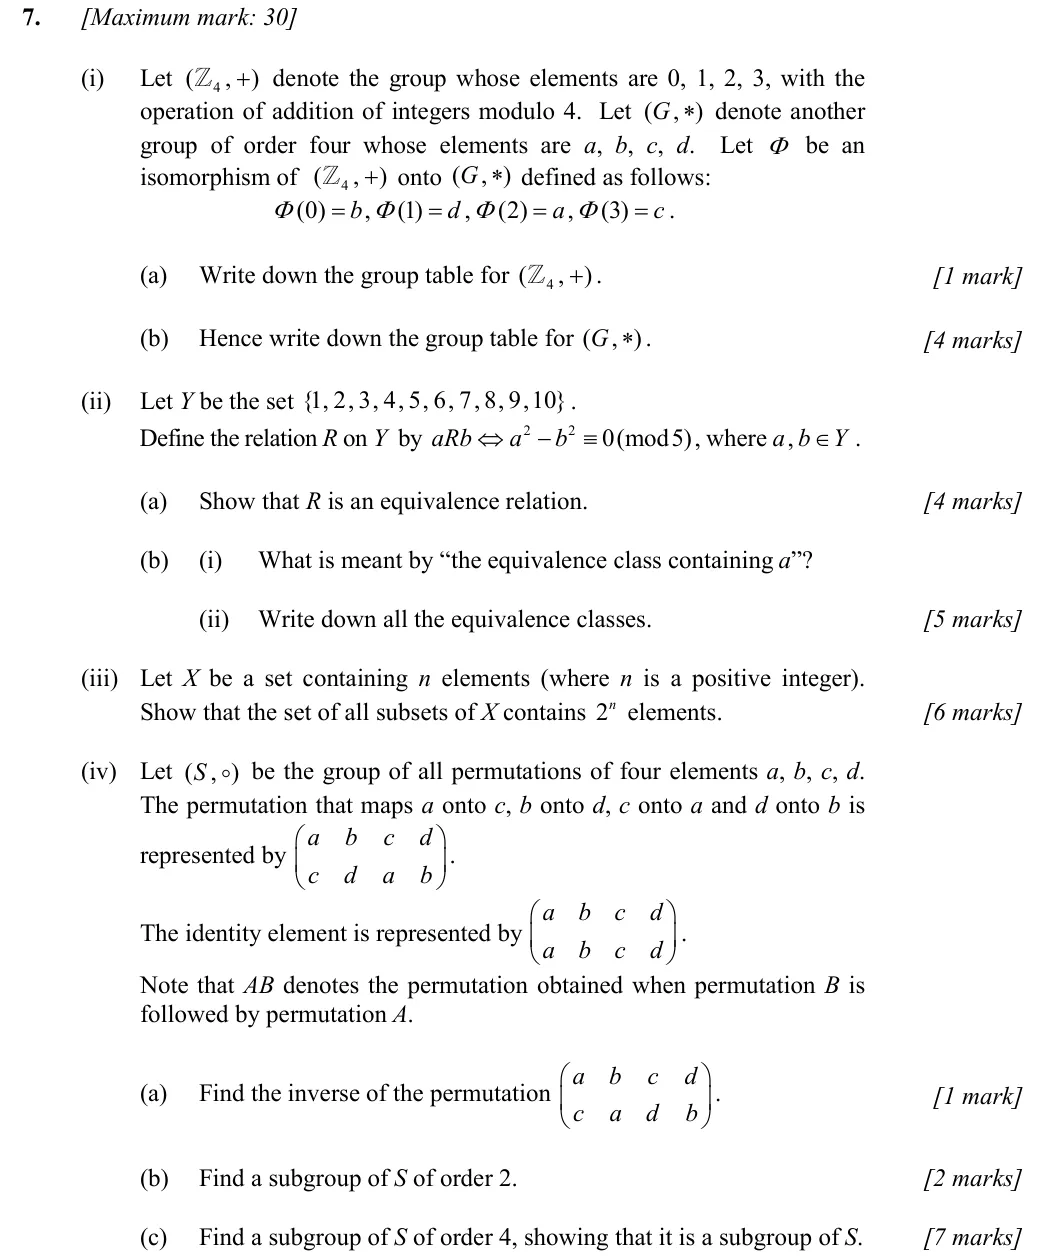 7. [Maximum mark: 30]
(i) Let (ℤ₄, +) denote the group whose elements are 0, 1, 2, 3, with the
operation of addition of integers modulo 4. Let (G, ∗) denote another
group of order four whose elements are a, b, c, d. Let Φ be an
isomorphism of (ℤ₄, +) onto (G, ∗) defined as follows:
Φ(0) = b, Φ(1) = d, Φ(2) = a, Φ(3) = c.
(a) Write down the group table for (ℤ₄, +). [1 mark]
(b) Hence write down the group table for (G, ∗). [4 marks]
(ii) Let Y be the set {1, 2, 3, 4, 5, 6, 7, 8, 9, 10}.
Define the relation R on Y by aRb ⇔ a² − b² ≡ 0 (mod 5), where a, b ∈ Y.
(a) Show that R is an equivalence relation. [4 marks]
(b) (i) What is meant by “the equivalence class containing a”?
(ii) Write down all the equivalence classes. [5 marks]
(iii) Let X be a set containing n elements (where n is a positive integer).
Show that the set of all subsets of X contains 2ⁿ elements. [6 marks]
(iv) Let (S, ∘) be the group of all permutations of four elements a, b, c, d.
The permutation that maps a onto c, b onto d, c onto a and d onto b is
a b c d
represented by ( ).
c d a b
a b c d
The identity element is represented by ( ).
a b c d
Note that AB denotes the permutation obtained when permutation B is
followed by permutation A.
a b c d
(a) Find the inverse of the permutation ( ). [1 mark]
c a d b
(b) Find a subgroup of S of order 2. [2 marks]
(c) Find a subgroup of S of order 4, showing that it is a subgroup of S. [7 marks]